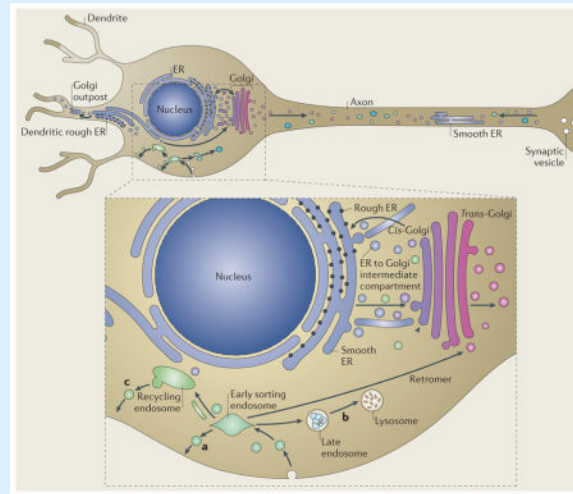 Dendrite
ER
Golgi
Golgi
outpost
Nucleus
Axon
Dendritic rough ER
Smooth ER
Synaptic
vesicle
Rough ER
Trans-Golgi
Cis-Golgi
ER to Golgi
intermediate
compartment
Nucleus
Smooth
ER
c
Retromer
Recycling
endosome
Early sorting
endosome
b
Lysosome
a
Late
endosome